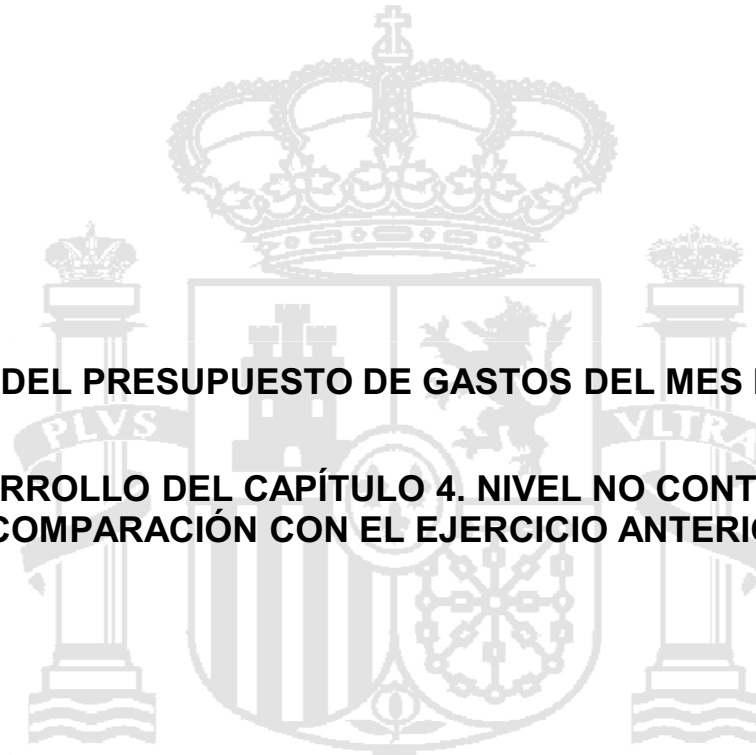 DEL PRESUPUESTO DE GASTOS DEL MES
PLVS
VLTRA
RROLLO DEL CAPÍTULO 4. NIVEL NO CONT
COMPARACIÓN CON EL EJERCICIO ANTERI